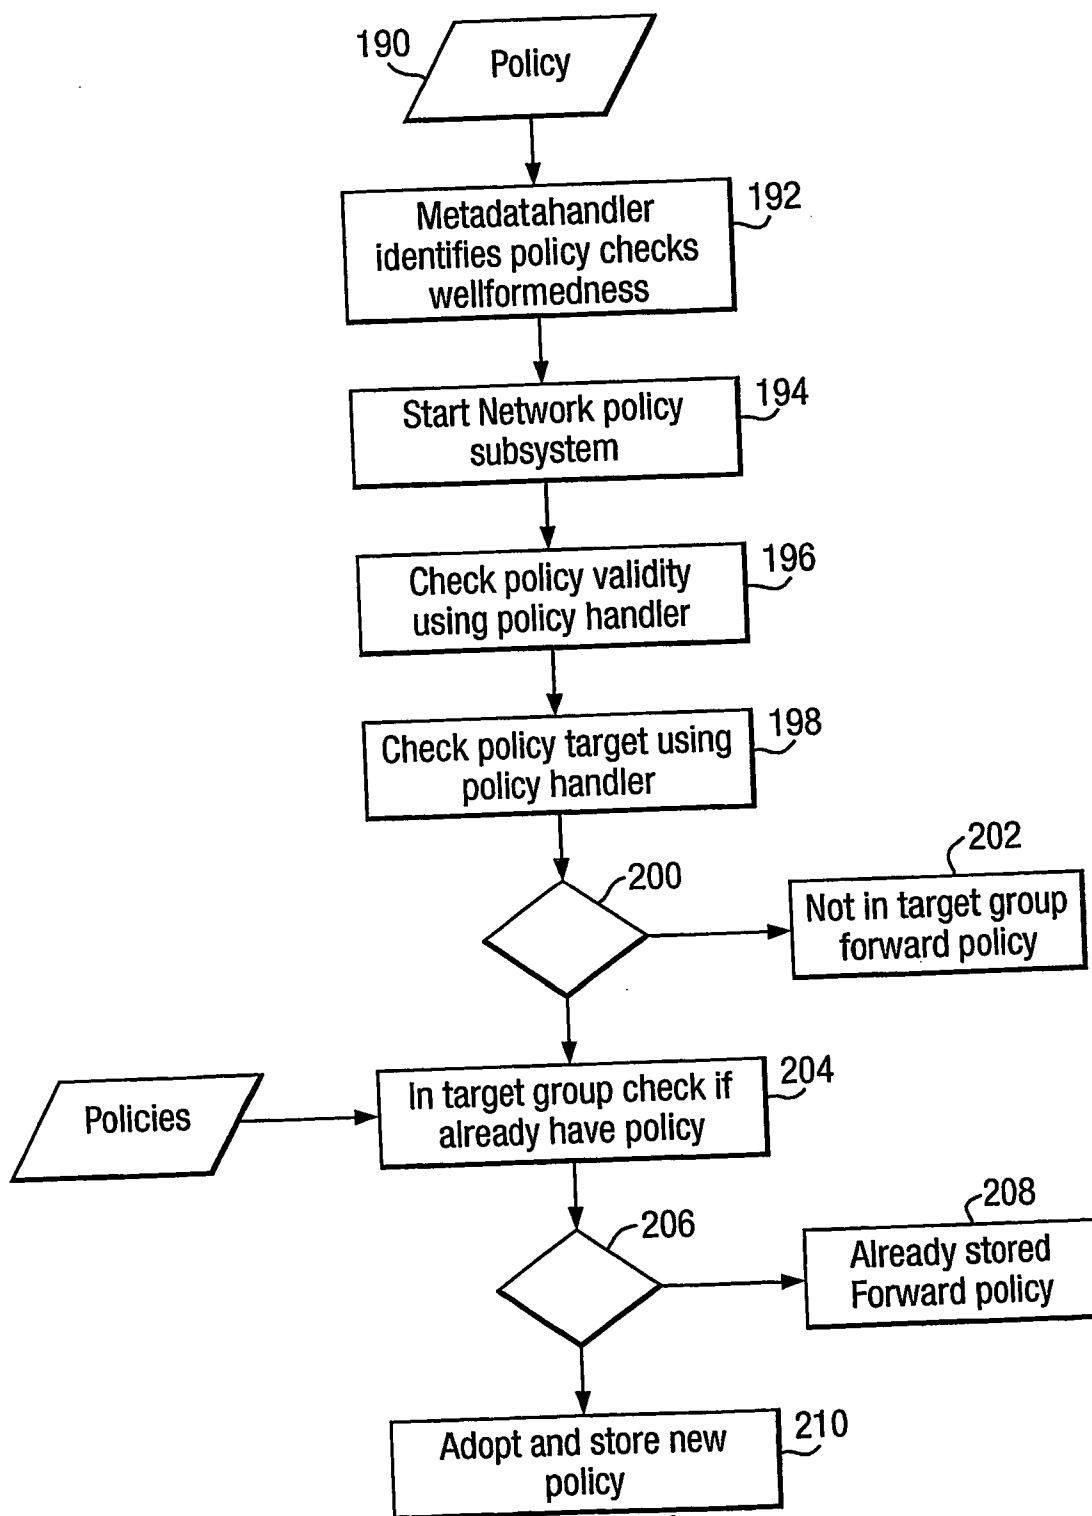 190
Policy
Metadatahandler
identifies policy checks
wellformedness
192
Start Network policy
subsystem
194
Check policy validity
using policy handler
196
Check policy target using
policy handler
198
200
202
Not in target group
forward policy
Policies
In target group check if
already have policy
204
206
208
Already stored
Forward policy
Adopt and store new
policy
210